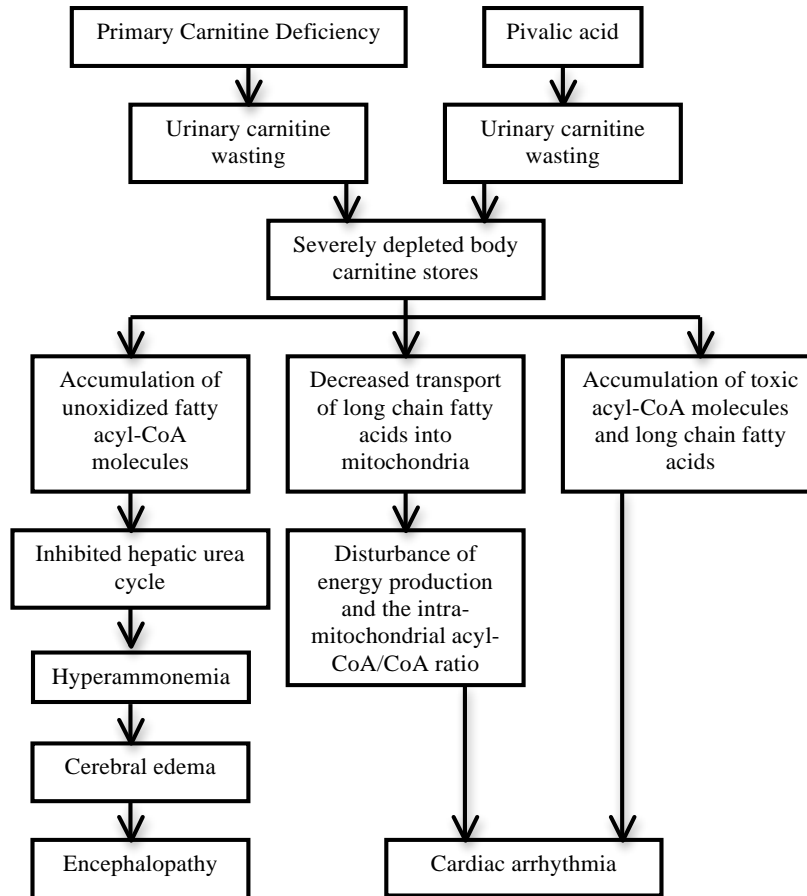 Primary Carnitine Deficiency
Pivalic acid
Urinary carnitine
wasting
Urinary carnitine
wasting
Severely depleted body
carnitine stores
Accumulation of
unoxidized fatty
acyl-CoA
molecules
Decreased transport
of long chain fatty
acids into
mitochondria
Accumulation of toxic
acyl-CoA molecules
and long chain fatty
acids
Inhibited hepatic urea
cycle
Disturbance of
energy production
and the intra-
mitochondrial acyl-
CoA/CoA ratio
Hyperammonemia
Cerebral edema
Encephalopathy
Cardiac arrhythmia